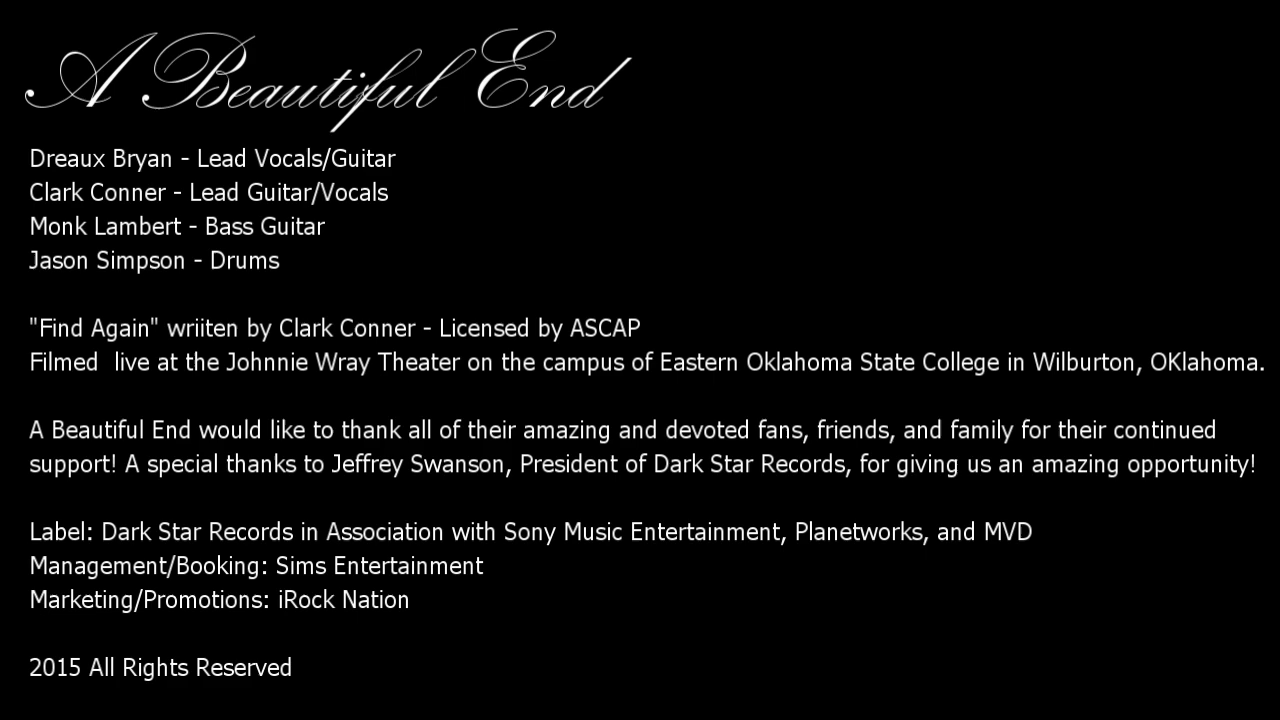 A Beautiful End
Dreaux Bryan - Lead Vocals/Guitar
Clark Conner - Lead Guitar/Vocals
Monk Lambert - Bass Guitar
Jason Simpson - Drums
"Find Again" wriiten by Clark Conner - Licensed by ASCAP
Filmed  live at the Johnnie Wray Theater on the campus of Eastern Oklahoma State College in Wilburton, OKlahoma.
A Beautiful End would like to thank all of their amazing and devoted fans, friends, and family for their continued
support! A special thanks to Jeffrey Swanson, President of Dark Star Records, for giving us an amazing opportunity!
Label: Dark Star Records in Association with Sony Music Entertainment, Planetworks, and MVD
Management/Booking: Sims Entertainment
Marketing/Promotions: iRock Nation
2015 All Rights Reserved